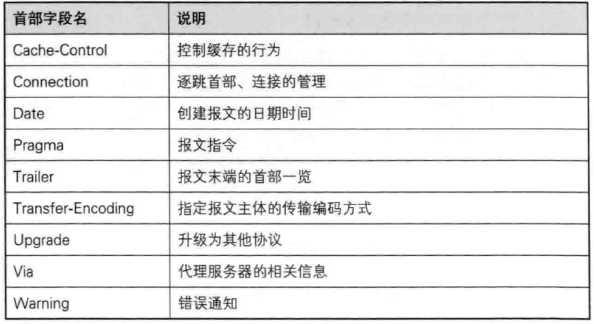 首部字段名 说明
Cache-Control 控制缓存的行为
Connection 逐跳首部、连接的管理
Date 创建报文的日期时间
Pragma 报文指令
Trailer 报文末端的首部一览
Transfer-Encoding 指定报文主体的传输编码方式
Upgrade 升级为其他协议
Via 代理服务器的相关信息
Warning 错误通知